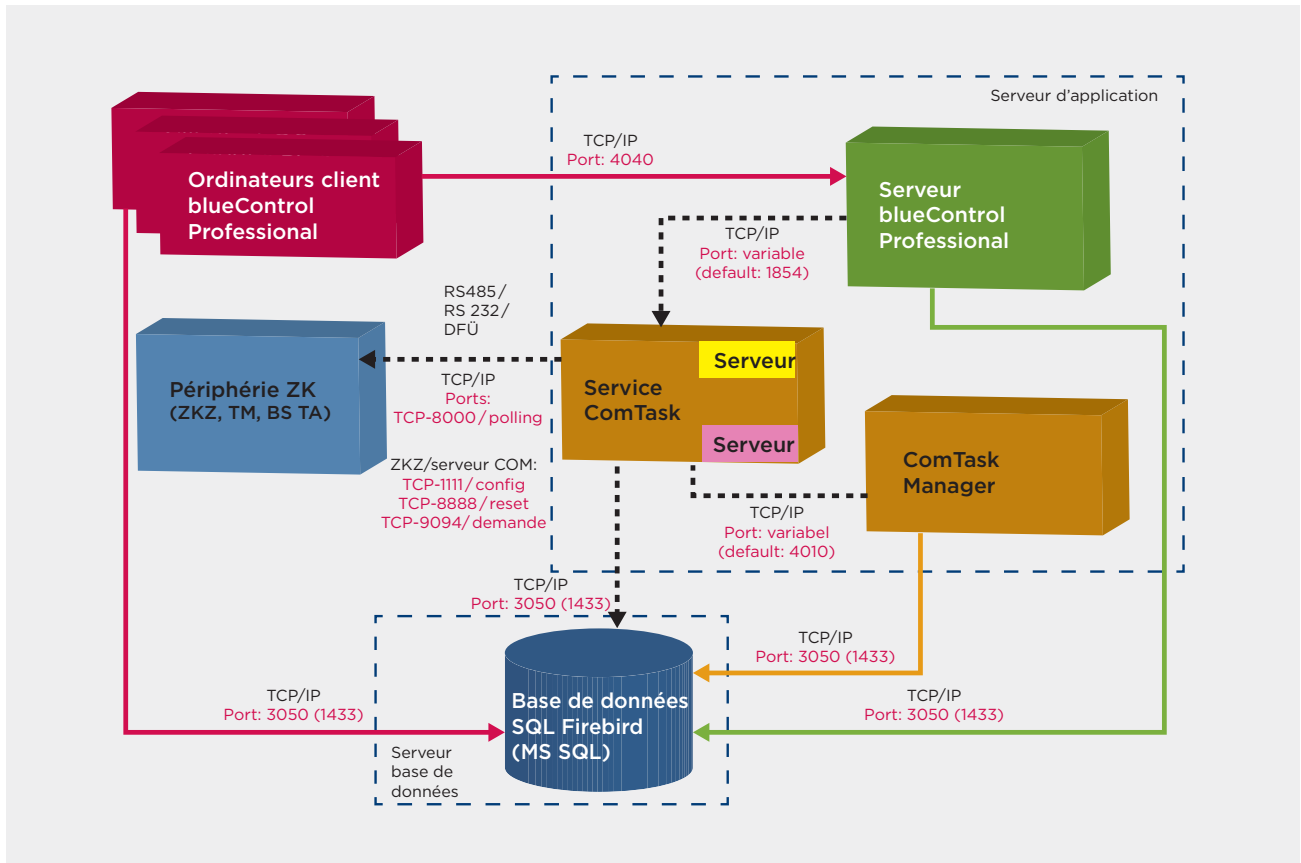 Serveur d'application
TCP/IP
Port: 4040
Ordinateurs client
blueControl
Professional
Serveur
blueControl
Professional
TCP/IP
Port: variable
(default: 1854)
RS485/
RS 232/
DFÜ
Périphérie ZK
(ZKZ, TM, BS TA)
TCP/IP
Ports:
TCP-8000/polling
ZKZ/serveur COM:
TCP-1111/config
TCP-8888/reset
TCP-9094/demande
Service
ComTask
Serveur
Serveur
ComTask
Manager
TCP/IP
Port: variabel
(default: 4010)
TCP/IP
Port: 3050 (1433)
TCP/IP
Port: 3050 (1433)
TCP/IP
Port: 3050 (1433)
TCP/IP
Port: 3050 (1433)
Base de données
SQL Firebird
(MS SQL)
Serveur
base de
données